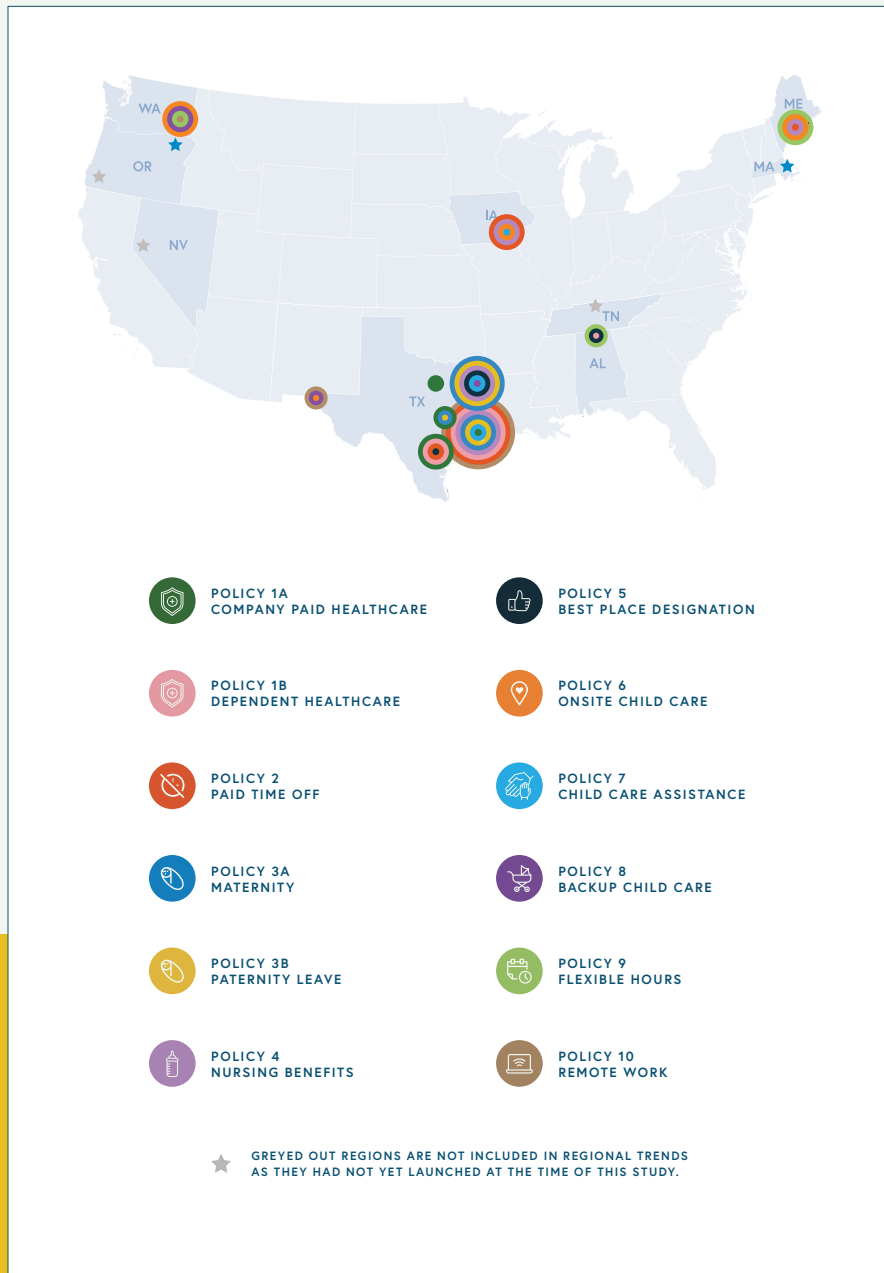 WA
ME
OR
MA
IA
NV
TN
AL
TX
POLICY 1A
COMPANY PAID HEALTHCARE
POLICY 5
BEST PLACE DESIGNATION
POLICY 1B
DEPENDENT HEALTHCARE
POLICY 6
ONSITE CHILD CARE
POLICY 2
PAID TIME OFF
POLICY 7
CHILD CARE ASSISTANCE
POLICY 3A
MATERNITY
POLICY 8
BACKUP CHILD CARE
POLICY 3B
PATERNITY LEAVE
POLICY 9
FLEXIBLE HOURS
POLICY 4
NURSING BENEFITS
POLICY 10
REMOTE WORK
GREYED OUT REGIONS ARE NOT INCLUDED IN REGIONAL TRENDS
AS THEY HAD NOT YET LAUNCHED AT THE TIME OF THIS STUDY.